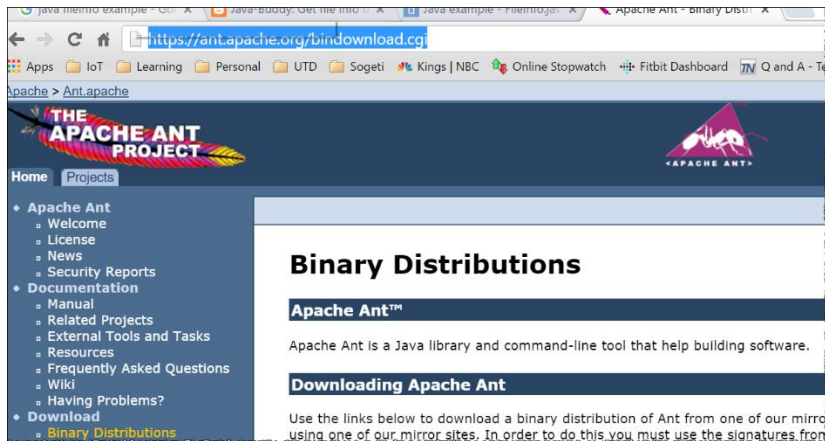 java fileinfo example - Go
Java-Buddy: Get file info
Java example - FileInfo.jav
Apache Ant - Binary Distr
https://ant.apache.org/bindownload.cgi
Apps IoT Learning Personal UTD Sogeti Kings | NBC Online Stopwatch Fitbit Dashboard TN Q and A - Te
Apache > Ant.apache
THE
APACHE ANT
PROJECT
<APACHE ANT>
Home Projects
Apache Ant
Welcome
License
News
Security Reports
Documentation
Manual
Related Projects
External Tools and Tasks
Resources
Frequently Asked Questions
Wiki
Having Problems?
Download
Binary Distributions
Binary Distributions
Apache Ant™
Apache Ant is a Java library and command-line tool that help building software.
Downloading Apache Ant
Use the links below to download a binary distribution of Ant from one of our mirro
using one of our mirror sites. In order to do this you must use the signatures from